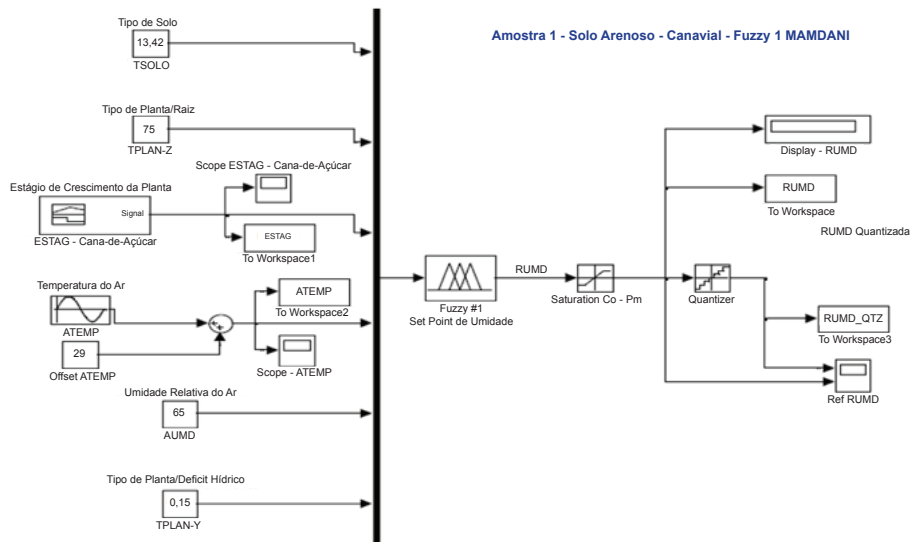 Amostra 1 - Solo Arenoso - Canavial - Fuzzy 1 MAMDANI
Tipo de Solo
13,42
TSOLO
Tipo de Planta/Raiz
75
TPLAN-Z
Scope ESTAG - Cana-de-Açúcar
Estágio de Crescimento da Planta
Signal
ESTAG - Cana-de-Açúcar
ESTAG
To Workspace1
Temperatura do Ar
ATEMP
ATEMP
To Workspace2
29
Offset ATEMP
Scope - ATEMP
Umidade Relativa do Ar
65
AUMD
Tipo de Planta/Deficit Hídrico
0,15
TPLAN-Y
Fuzzy #1
Set Point de Umidade
RUMD
Saturation Co - Pm
Quantizer
Display - RUMD
RUMD
To Workspace
RUMD Quantizada
RUMD_QTZ
To Workspace3
Ref RUMD